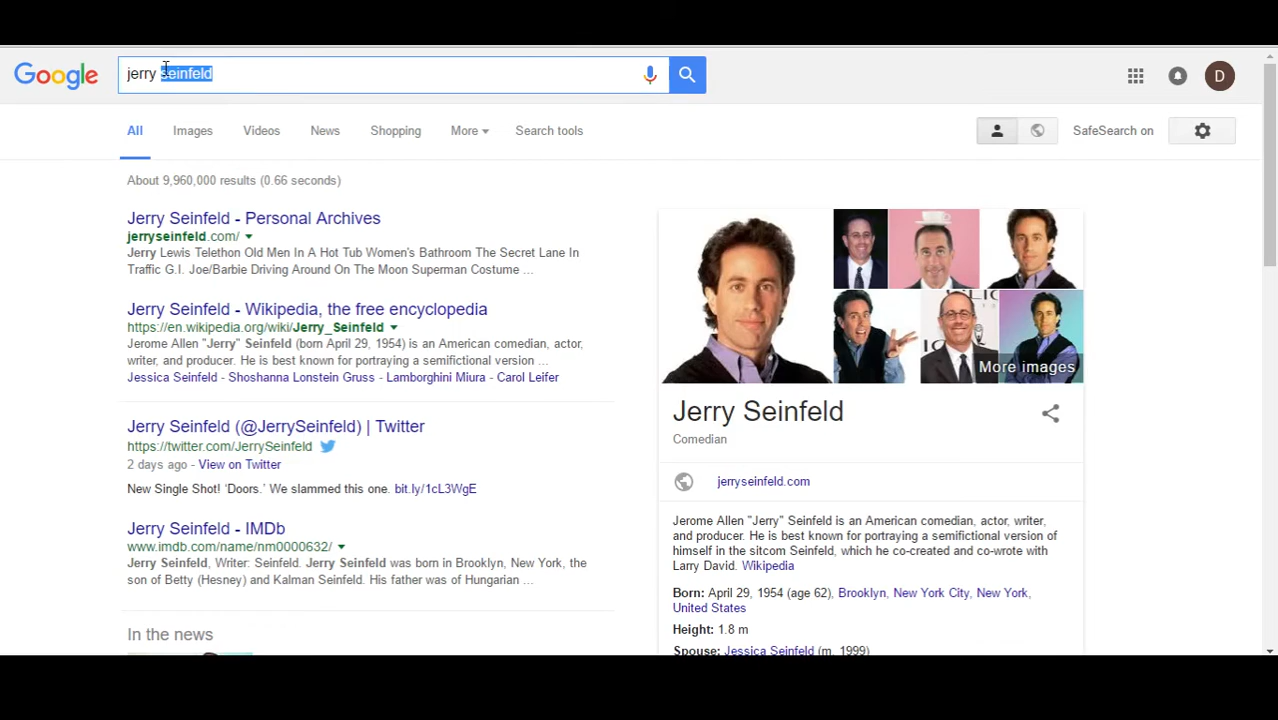 Google
jerry seinfeld
D
All Images Videos News Shopping More Search tools
SafeSearch on
About 9,960,000 results (0.66 seconds)
Jerry Seinfeld - Personal Archives
jerryseinfeld.com/
Jerry Lewis Telethon Old Men In A Hot Tub Women's Bathroom The Secret Lane In
Traffic G.I. Joe/Barbie Driving Around On The Moon Superman Costume ...
Jerry Seinfeld - Wikipedia, the free encyclopedia
https://en.wikipedia.org/wiki/Jerry_Seinfeld
Jerome Allen "Jerry" Seinfeld (born April 29, 1954) is an American comedian, actor,
writer, and producer. He is best known for portraying a semifictional version ...
Jessica Seinfeld - Shoshanna Lonstein Gruss - Lamborghini Miura - Carol Leifer
Jerry Seinfeld (@JerrySeinfeld) | Twitter
https://twitter.com/JerrySeinfeld
2 days ago - View on Twitter
New Single Shot! 'Doors.' We slammed this one. bit.ly/1cL3WgE
Jerry Seinfeld - IMDb
www.imdb.com/name/nm0000632/
Jerry Seinfeld, Writer: Seinfeld. Jerry Seinfeld was born in Brooklyn, New York, the
son of Betty (Hesney) and Kalman Seinfeld. His father was of Hungarian ...
In the news
More images
Jerry Seinfeld
Comedian
jerryseinfeld.com
Jerome Allen "Jerry" Seinfeld is an American comedian, actor, writer,
and producer. He is best known for portraying a semifictional version of
himself in the sitcom Seinfeld, which he co-created and co-wrote with
Larry David. Wikipedia
Born: April 29, 1954 (age 62), Brooklyn, New York City, New York,
United States
Height: 1.8 m
Spouse: Jessica Seinfeld (m. 1999)